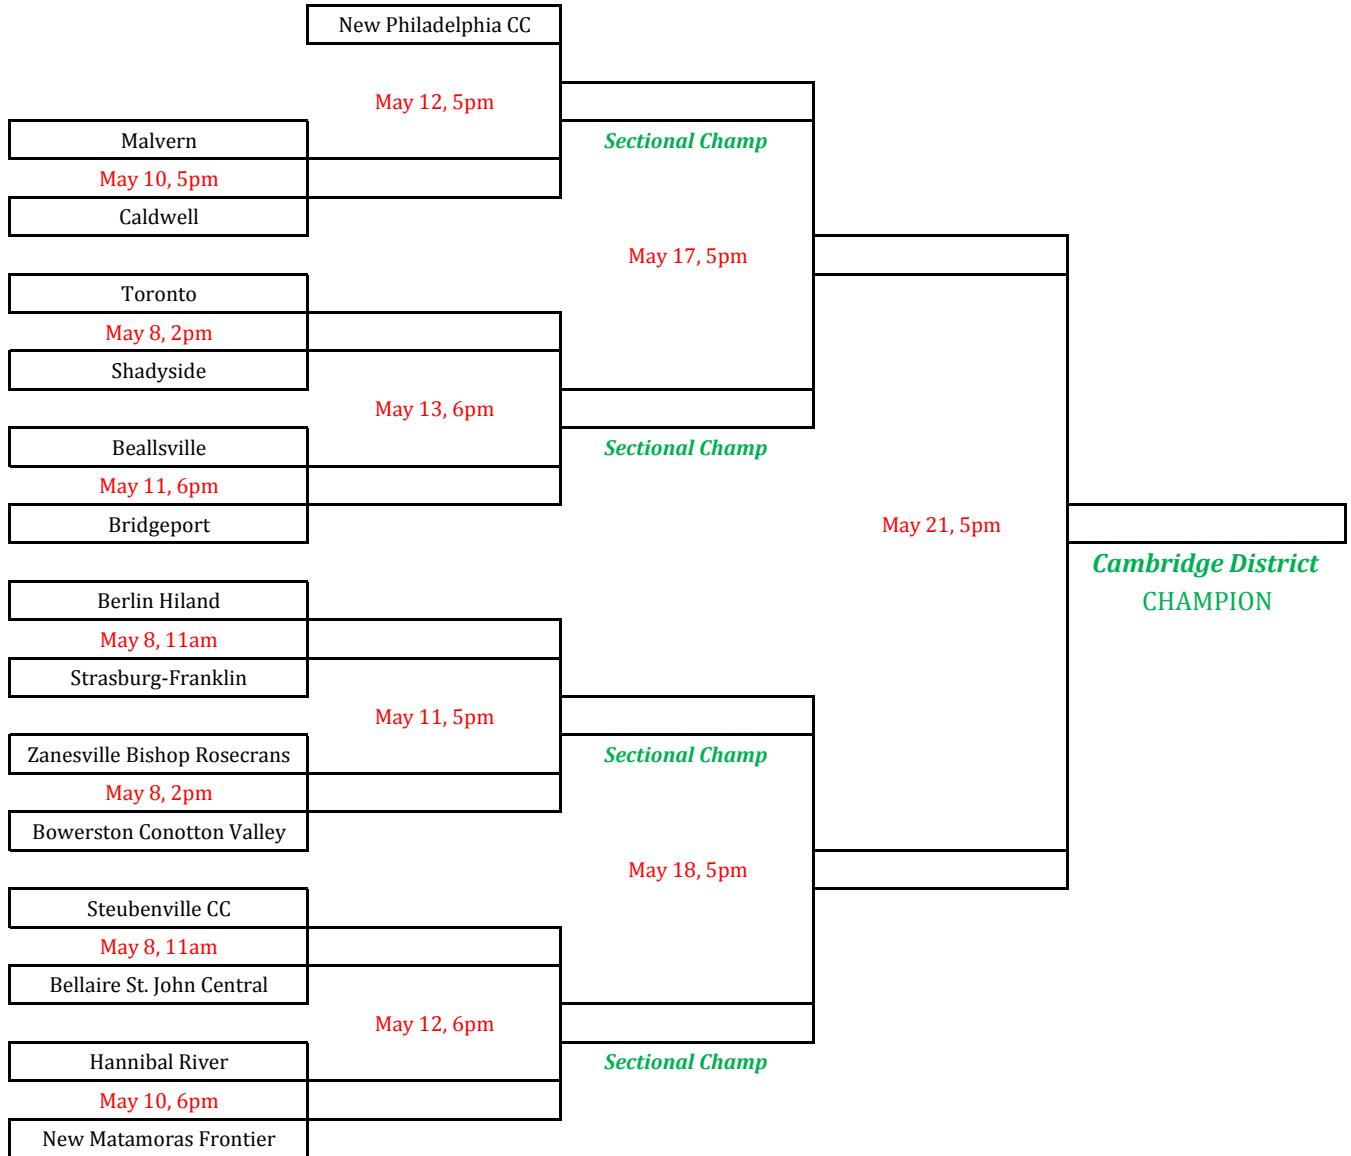 New Philadelphia CC
May 12, 5pm
Malvern
Sectional Champ
May 10, 5pm
Caldwell
May 17, 5pm
Toronto
May 8, 2pm
Shadyside
May 13, 6pm
Beallsville
Sectional Champ
May 11, 6pm
Bridgeport
May 21, 5pm
Cambridge District
CHAMPION
Berlin Hiland
May 8, 11am
Strasburg-Franklin
May 11, 5pm
Zanesville Bishop Rosecrans
Sectional Champ
May 8, 2pm
Bowerston Conotton Valley
May 18, 5pm
Steubenville CC
May 8, 11am
Bellaire St. John Central
May 12, 6pm
Hannibal River
Sectional Champ
May 10, 6pm
New Matamoras Frontier